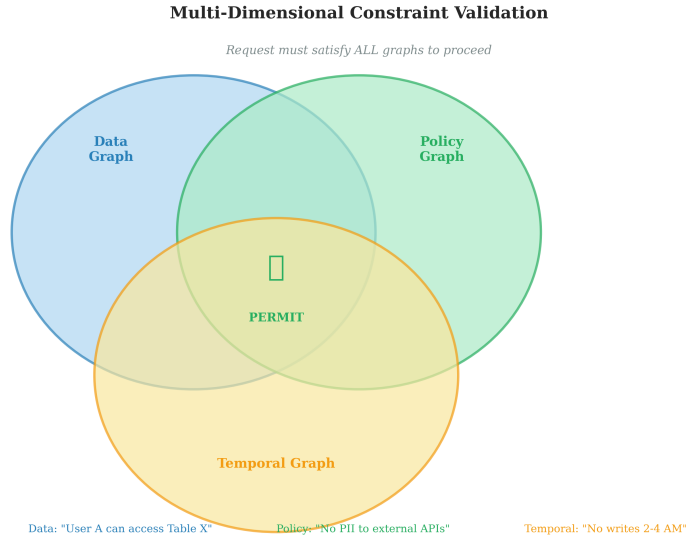 Multi-Dimensional Constraint Validation
Request must satisfy ALL graphs to proceed
Data
Graph
Policy
Graph
PERMIT
Temporal Graph
Data: "User A can access Table X"
Policy: "No PII to external APIs"
Temporal: "No writes 2-4 AM"